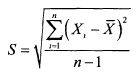 S = √( Σ_{i=1}^{n} (X_i − X̄)² / (n−1) )